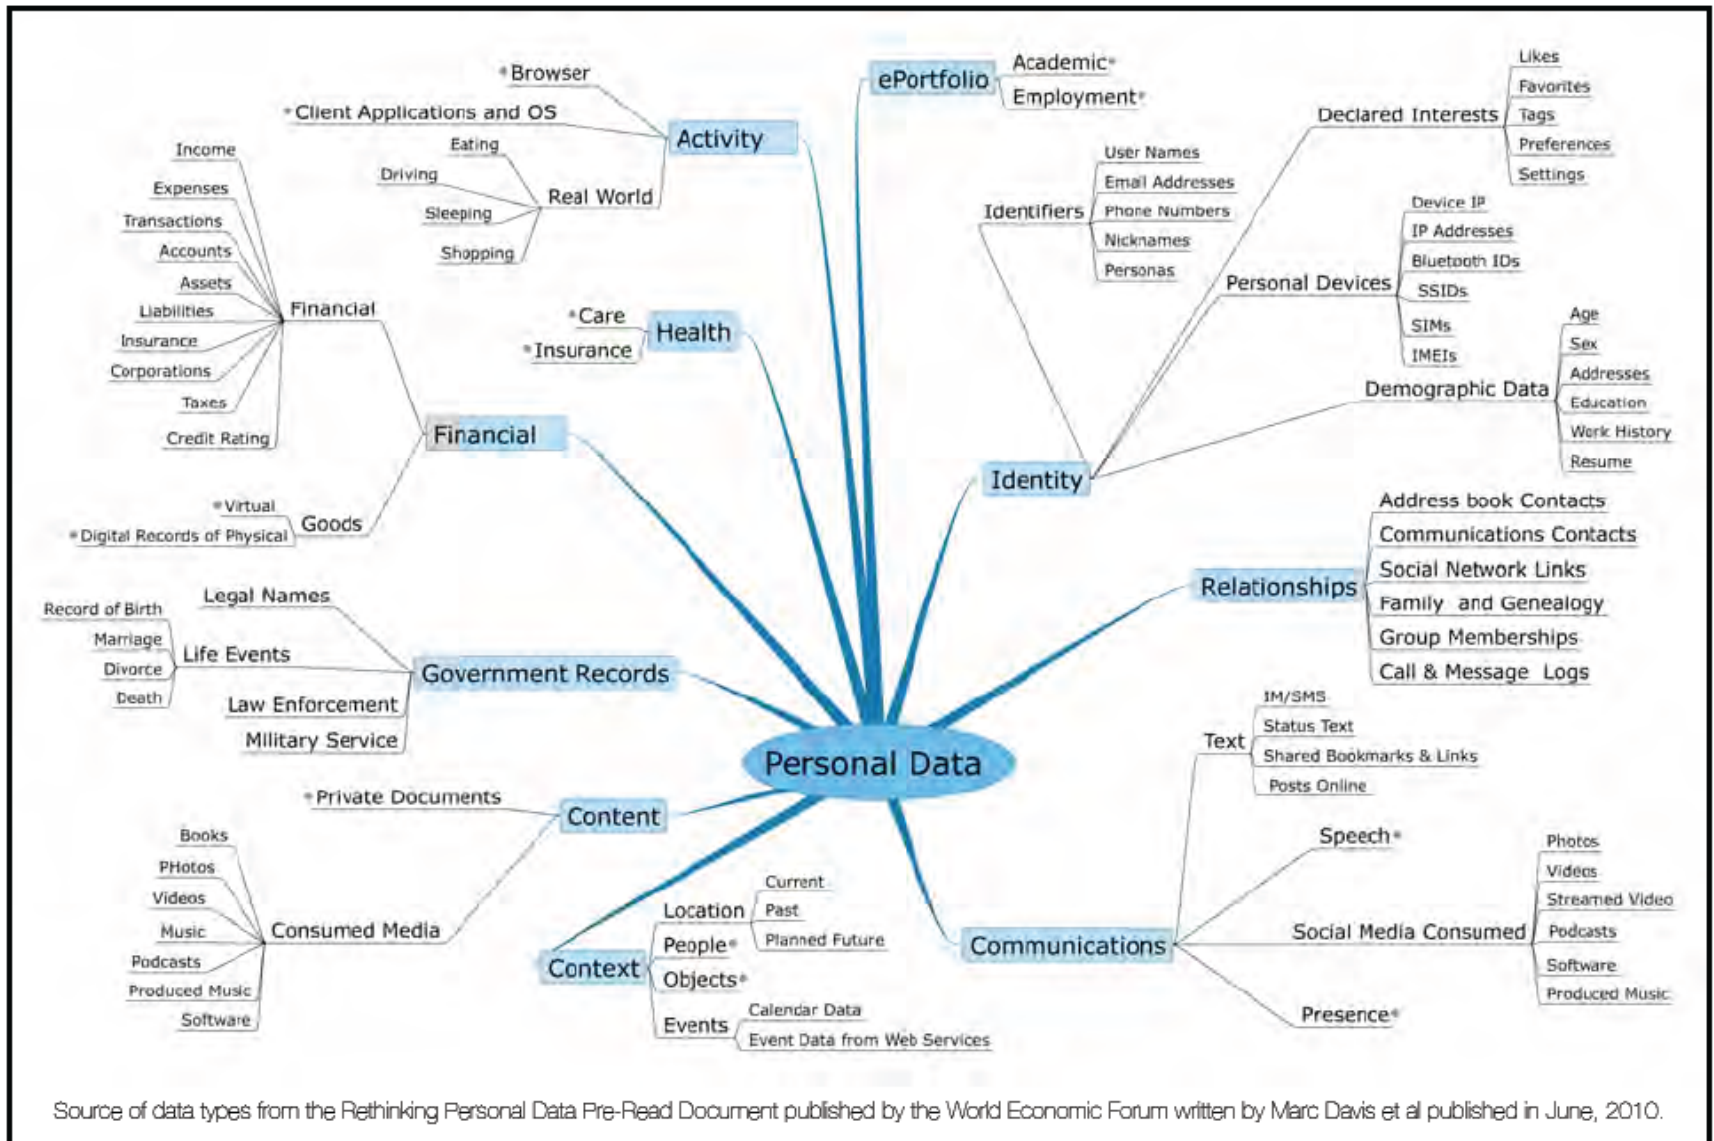 Personal Data
Activity
*Browser
*Client Applications and OS
Real World
Eating
Driving
Sleeping
Shopping
Health
*Care
*Insurance
Financial
Financial
Income
Expenses
Transactions
Accounts
Assets
Liabilities
Insurance
Corporations
Taxes
Credit Rating
Goods
*Virtual
*Digital Records of Physical
Government Records
Legal Names
Life Events
Record of Birth
Marriage
Divorce
Death
Law Enforcement
Military Service
Content
*Private Documents
Consumed Media
Books
PHotos
Videos
Music
Podcasts
Produced Music
Software
Context
Location
Current
Past
Planned Future
People*
Objects*
Events
Calendar Data
Event Data from Web Services
ePortfolio
Academic*
Employment*
Identity
Identifiers
User Names
Email Addresses
Phone Numbers
Nicknames
Personas
Declared Interests
Likes
Favorites
Tags
Preferences
Settings
Personal Devices
Device IP
IP Addresses
Bluetooth IDs
SSIDs
SIMs
IMEIs
Demographic Data
Age
Sex
Addresses
Education
Work History
Resume
Relationships
Address book Contacts
Communications Contacts
Social Network Links
Family and Genealogy
Group Memberships
Call & Message Logs
Communications
Text
IM/SMS
Status Text
Shared Bookmarks & Links
Posts Online
Speech*
Social Media Consumed
Photos
Videos
Streamed Video
Podcasts
Software
Produced Music
Presence*
Source of data types from the Rethinking Personal Data Pre-Read Document published by the World Economic Forum written by Marc Davis et al published in June, 2010.